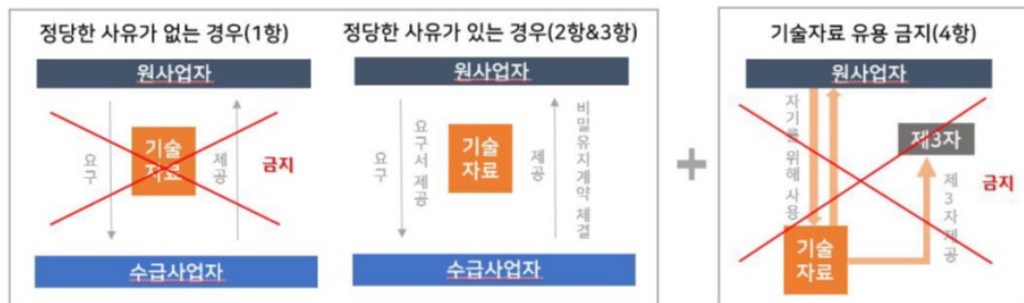 정당한 사유가 없는 경우(1항)
원사업자
요구
기술
자료
제공
금지
수급사업자
정당한 사유가 있는 경우(2항&3항)
원사업자
요구
요구서 제공
기술
자료
제공
비밀유지계약 체결
수급사업자
+
기술자료 유용 금지(4항)
원사업자
자기를 위해 사용
제3자
금지
제3자제공
기술
자료